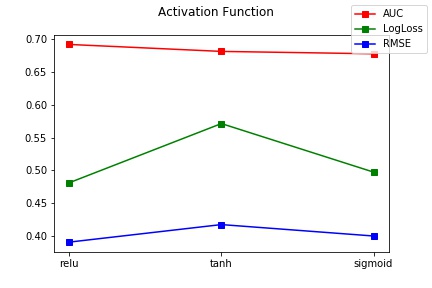 Activation Function
AUC
LogLoss
RMSE
0.70
0.65
0.60
0.55
0.50
0.45
0.40
relu
tanh
sigmoid